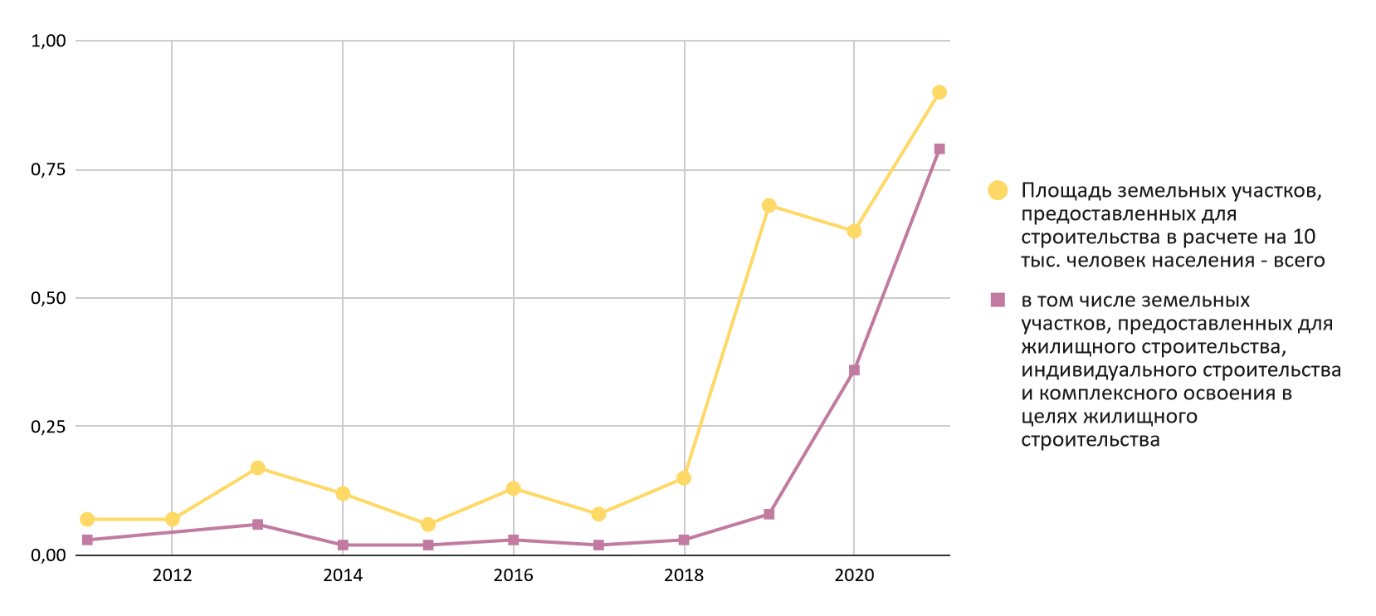 1,00
0,75
0,50
0,25
0,00
2012
2014
2016
2018
2020
Площадь земельных участков,
предоставленных для
строительства в расчете на 10
тыс. человек населения - всего
в том числе земельных
участков, предоставленных для
жилищного строительства,
индивидуального строительства
и комплексного освоения в
целях жилищного
строительства